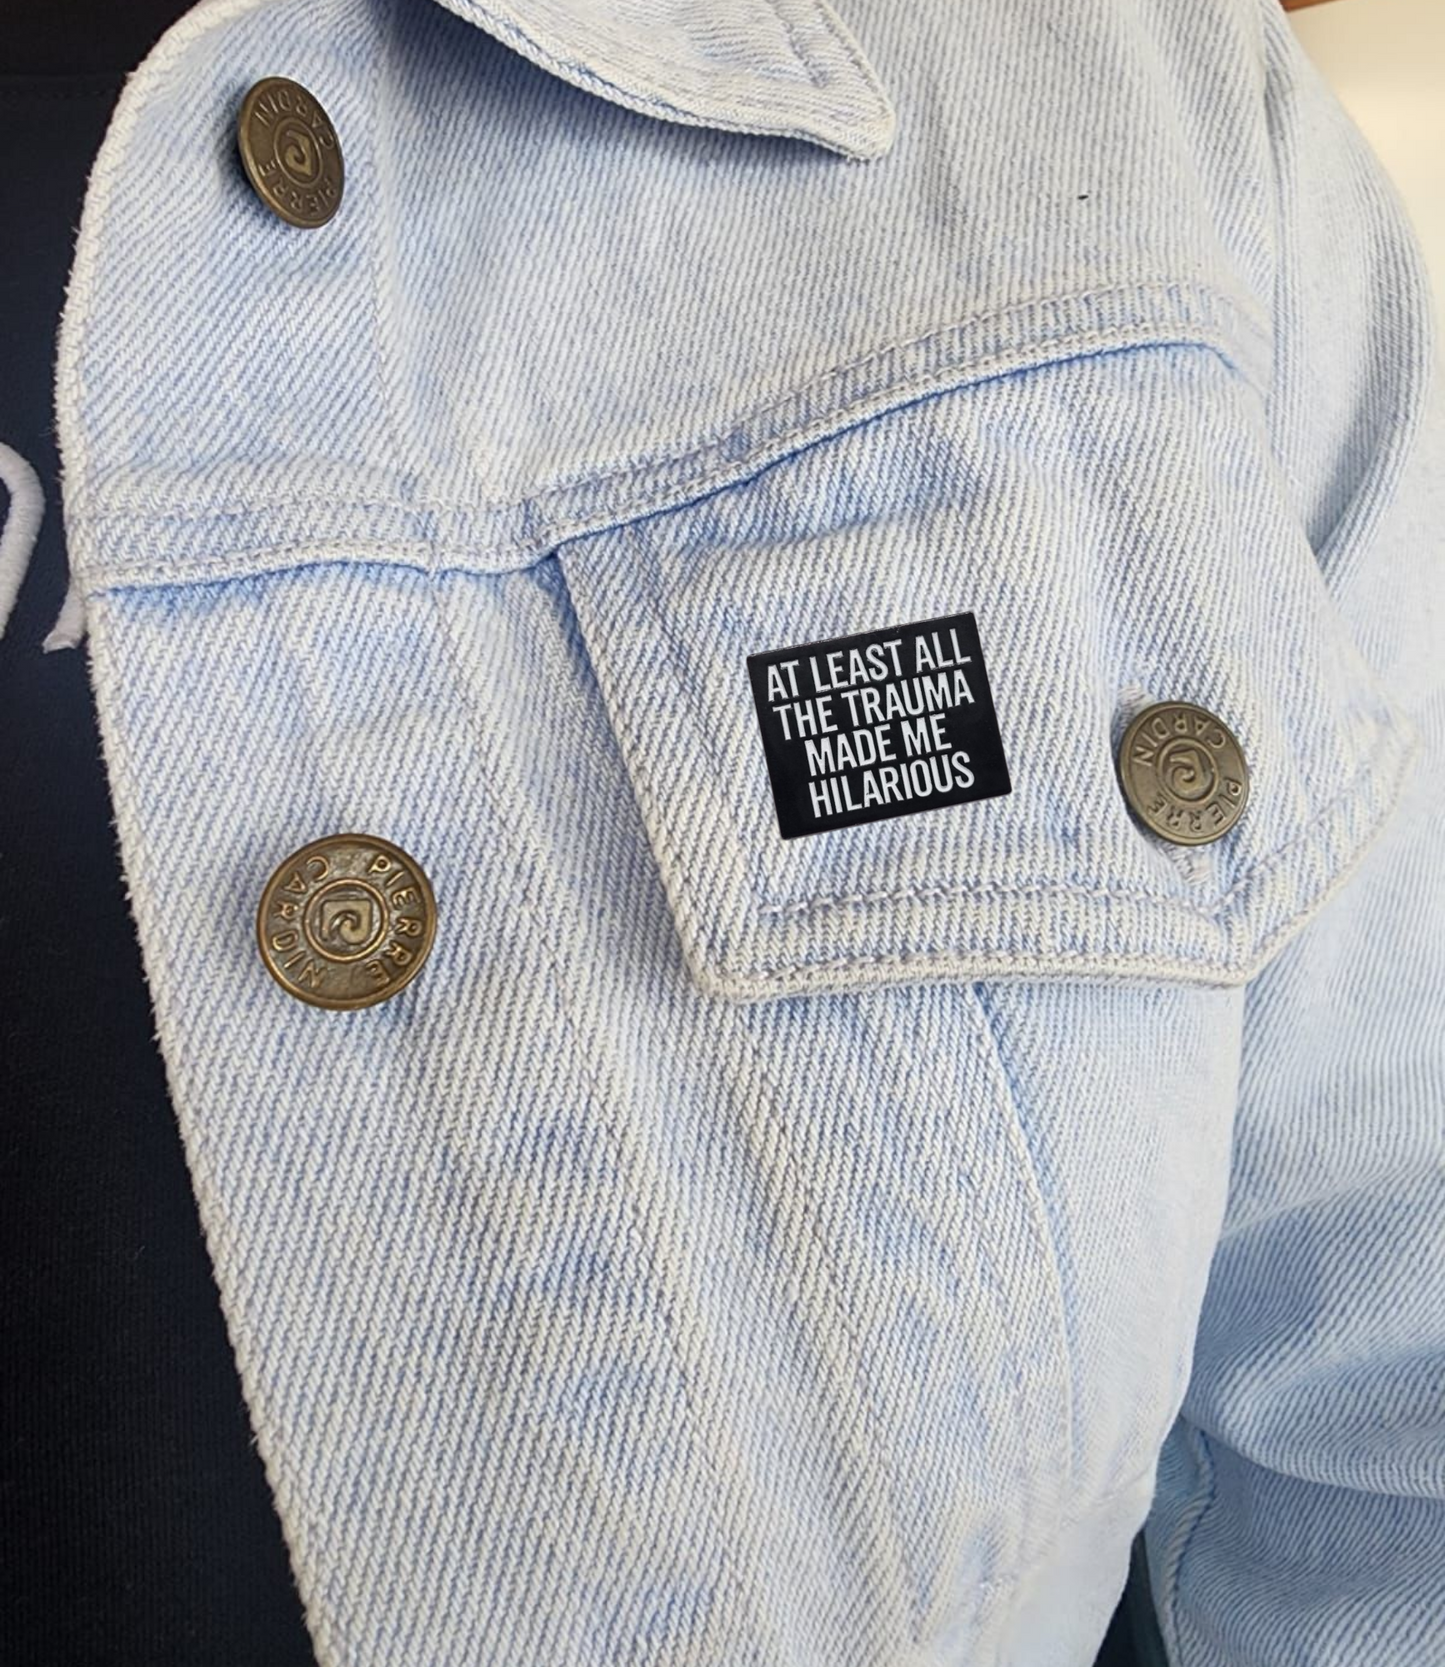 PIERRE CARDIN
AT LEAST ALL
THE TRAUMA
MADE ME
HILARIOUS
PIERRE CARDIN
PIERRE CARDIN